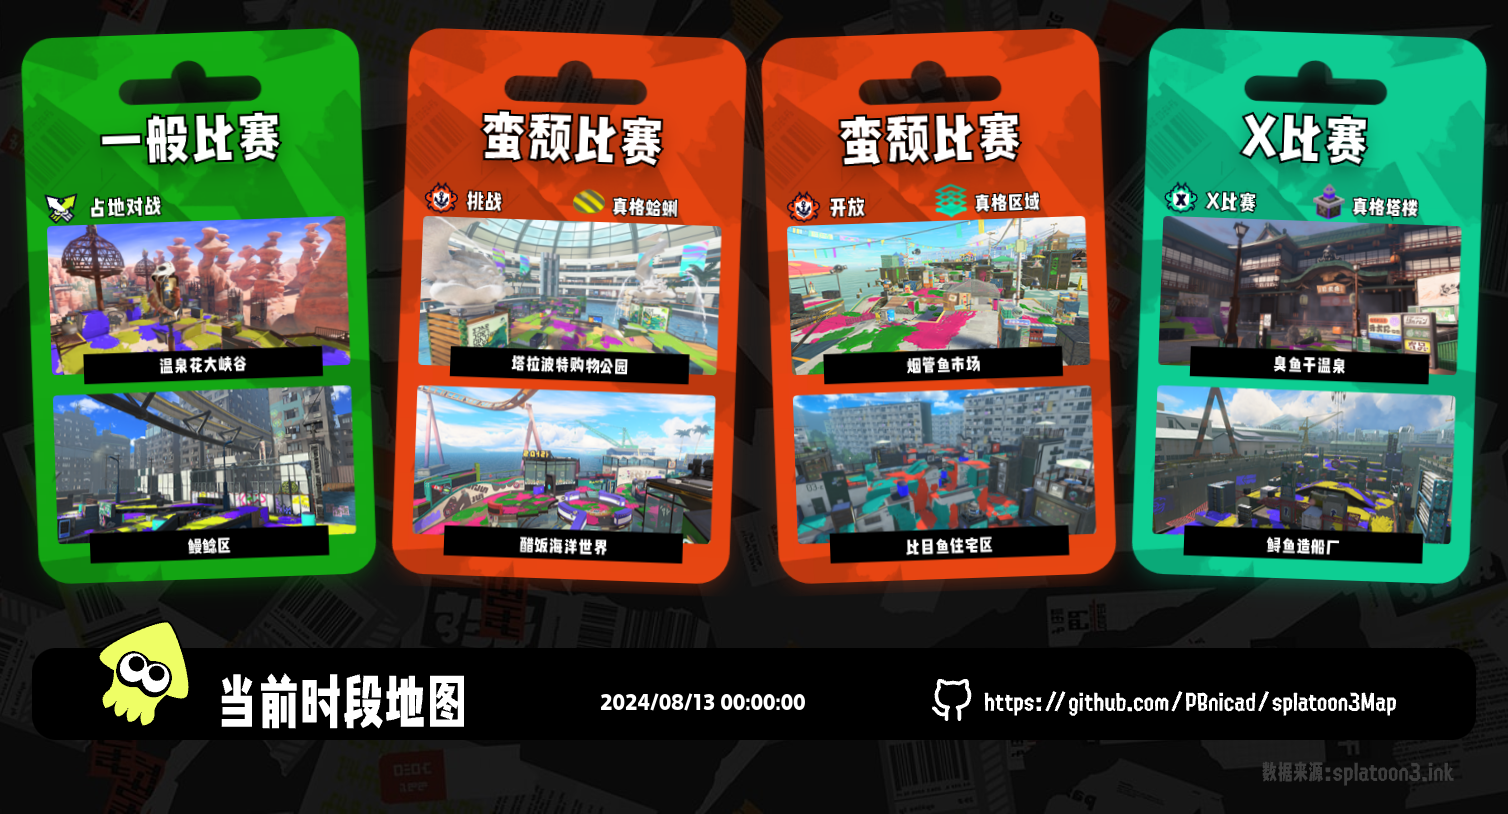 一般比赛
占地对战
温泉花大峡谷
鳗鲶区
蛮颓比赛
挑战
真格蛤蜊
塔拉波特购物公园
醋饭海洋世界
蛮颓比赛
开放
真格区域
烟管鱼市场
比目鱼住宅区
X比赛
X比赛
真格塔楼
臭鱼干温泉
鲟鱼造船厂
当前时段地图
2024/08/13 00:00:00
https://github.com/PBnicad/splatoon3Map
数据来源:splatoon3.ink